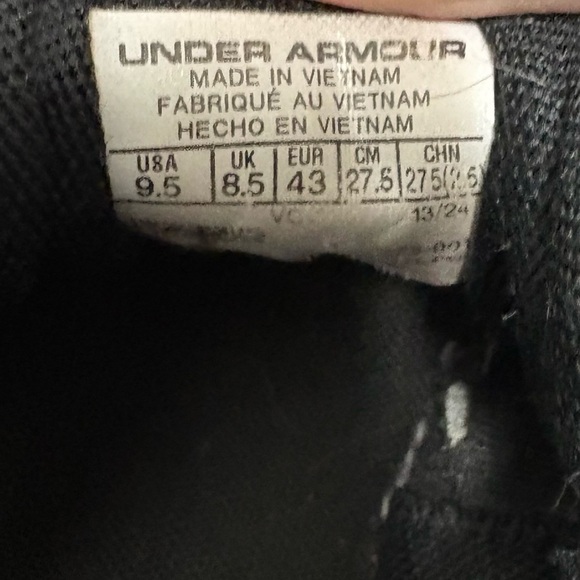 UNDER ARMOUR
MADE IN VIETNAM
FABRIQUÉ AU VIETNAM
HECHO EN VIETNAM
USA UK EUR CM CHN
9.5 8.5 43 27.5 275(2.5)
13/24